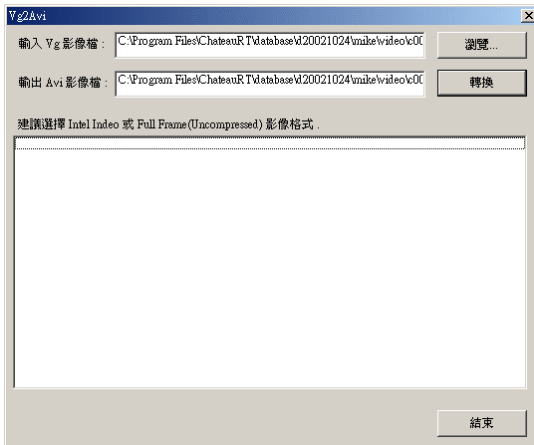 Vg2Avi
輸入 Vg 影像檔 : C:\Program Files\ChateauRT\database\d20021024\mike\video\c00 瀏覽...
輸出 Avi 影像檔 : C:\Program Files\ChateauRT\database\d20021024\mike\video\c00 轉換
建議選擇 Intel Indeo 或 Full Frame(Uncompressed) 影像格式 .
結束